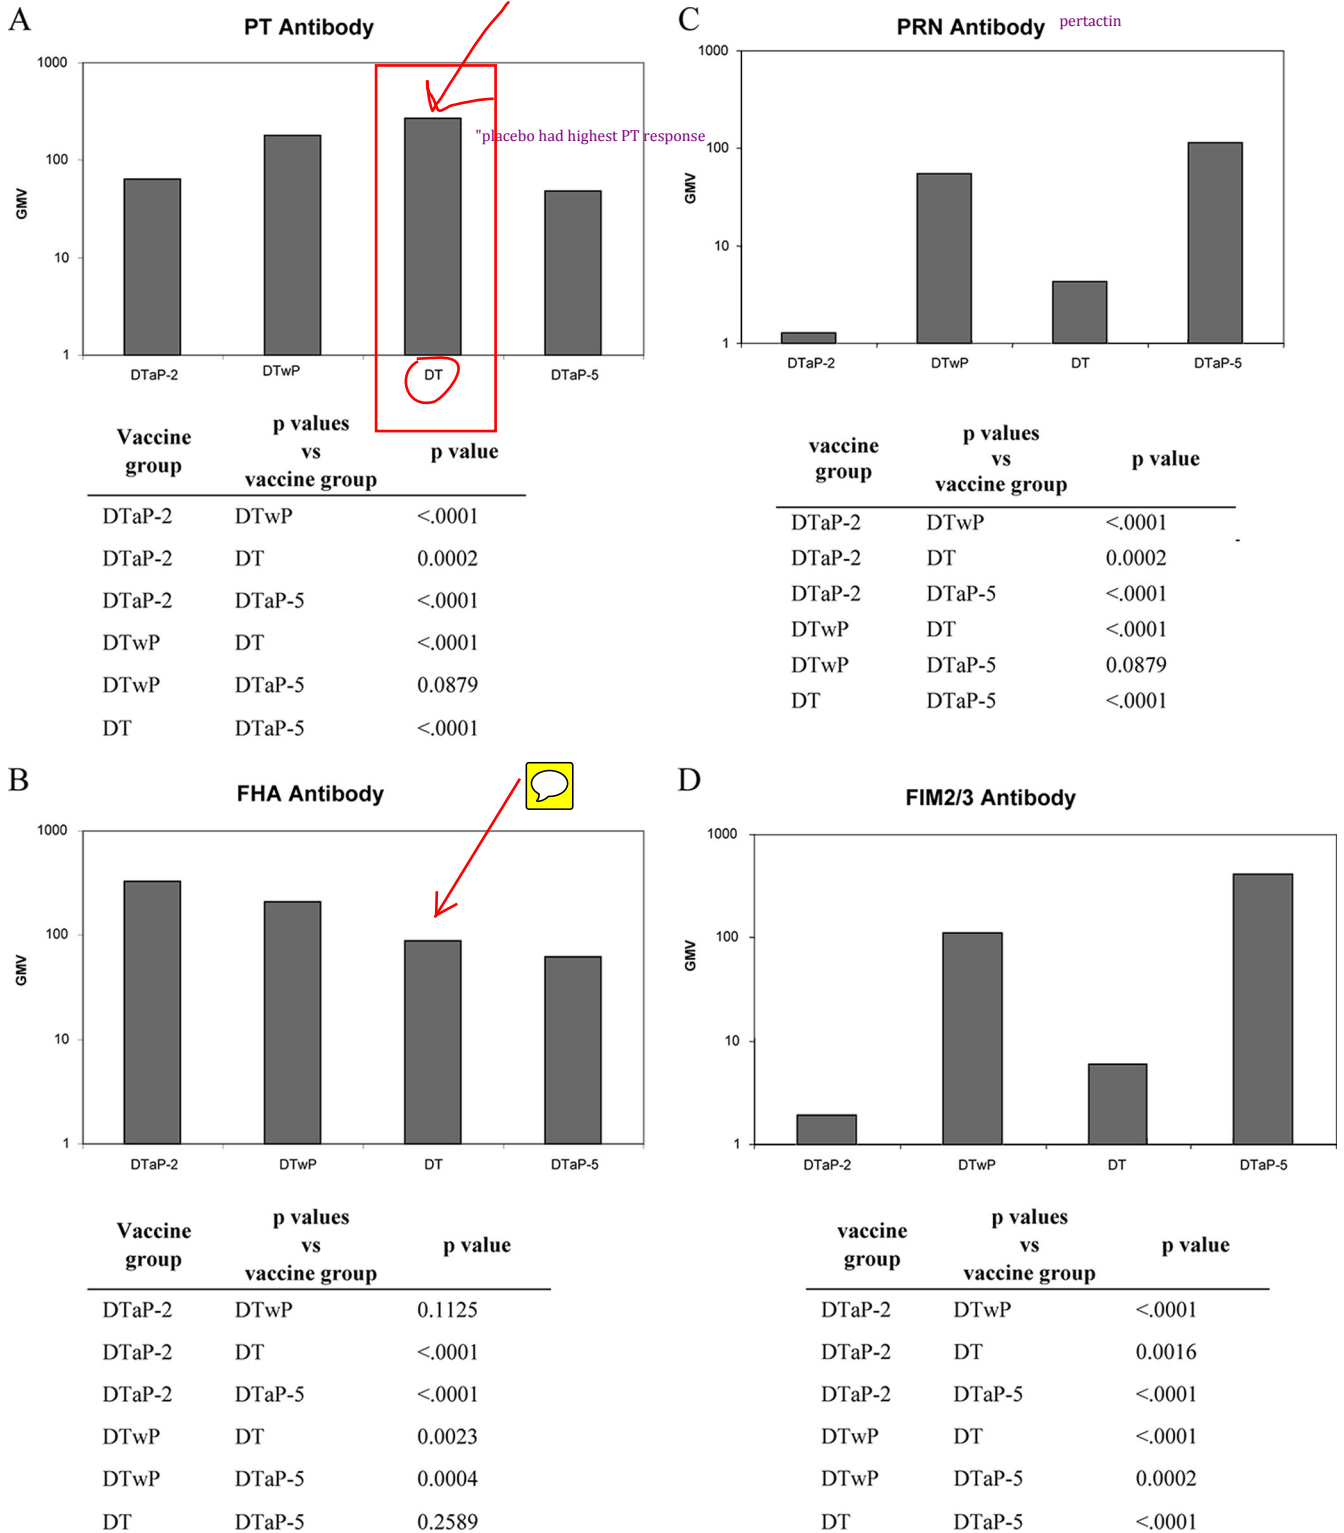 A
PT Antibody
1000
100
10
1
GMV
"placebo had highest PT response
DTaP-2 DTwP DT DTaP-5
Vaccine group p values vs vaccine group p value
DTaP-2 DTwP <.0001
DTaP-2 DT 0.0002
DTaP-2 DTaP-5 <.0001
DTwP DT <.0001
DTwP DTaP-5 0.0879
DT DTaP-5 <.0001
C
PRN Antibody pertactin
1000
100
10
1
GMV
DTaP-2 DTwP DT DTaP-5
vaccine group p values vs vaccine group p value
DTaP-2 DTwP <.0001
DTaP-2 DT 0.0002
DTaP-2 DTaP-5 <.0001
DTwP DT <.0001
DTwP DTaP-5 0.0879
DT DTaP-5 <.0001
B
FHA Antibody
1000
100
10
1
GMV
DTaP-2 DTwP DT DTaP-5
Vaccine group p values vs vaccine group p value
DTaP-2 DTwP 0.1125
DTaP-2 DT <.0001
DTaP-2 DTaP-5 <.0001
DTwP DT 0.0023
DTwP DTaP-5 0.0004
DT DTaP-5 0.2589
D
FIM2/3 Antibody
1000
100
10
1
GMV
DTaP-2 DTwP DT DTaP-5
vaccine group p values vs vaccine group p value
DTaP-2 DTwP <.0001
DTaP-2 DT 0.0016
DTaP-2 DTaP-5 <.0001
DTwP DT <.0001
DTwP DTaP-5 0.0002
DT DTaP-5 <.0001